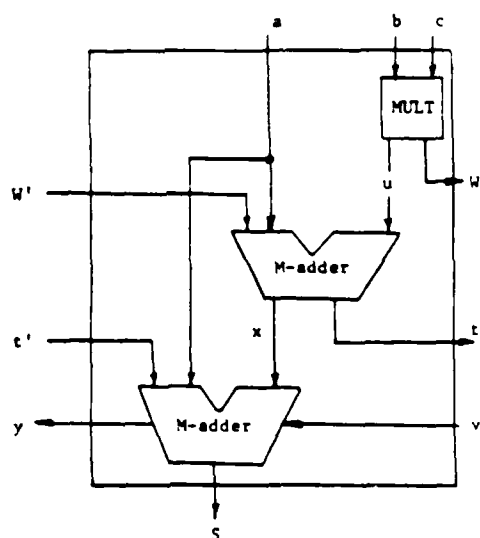 a b c
MULT
W' u W
M-adder
t' x t
y M-adder v
S